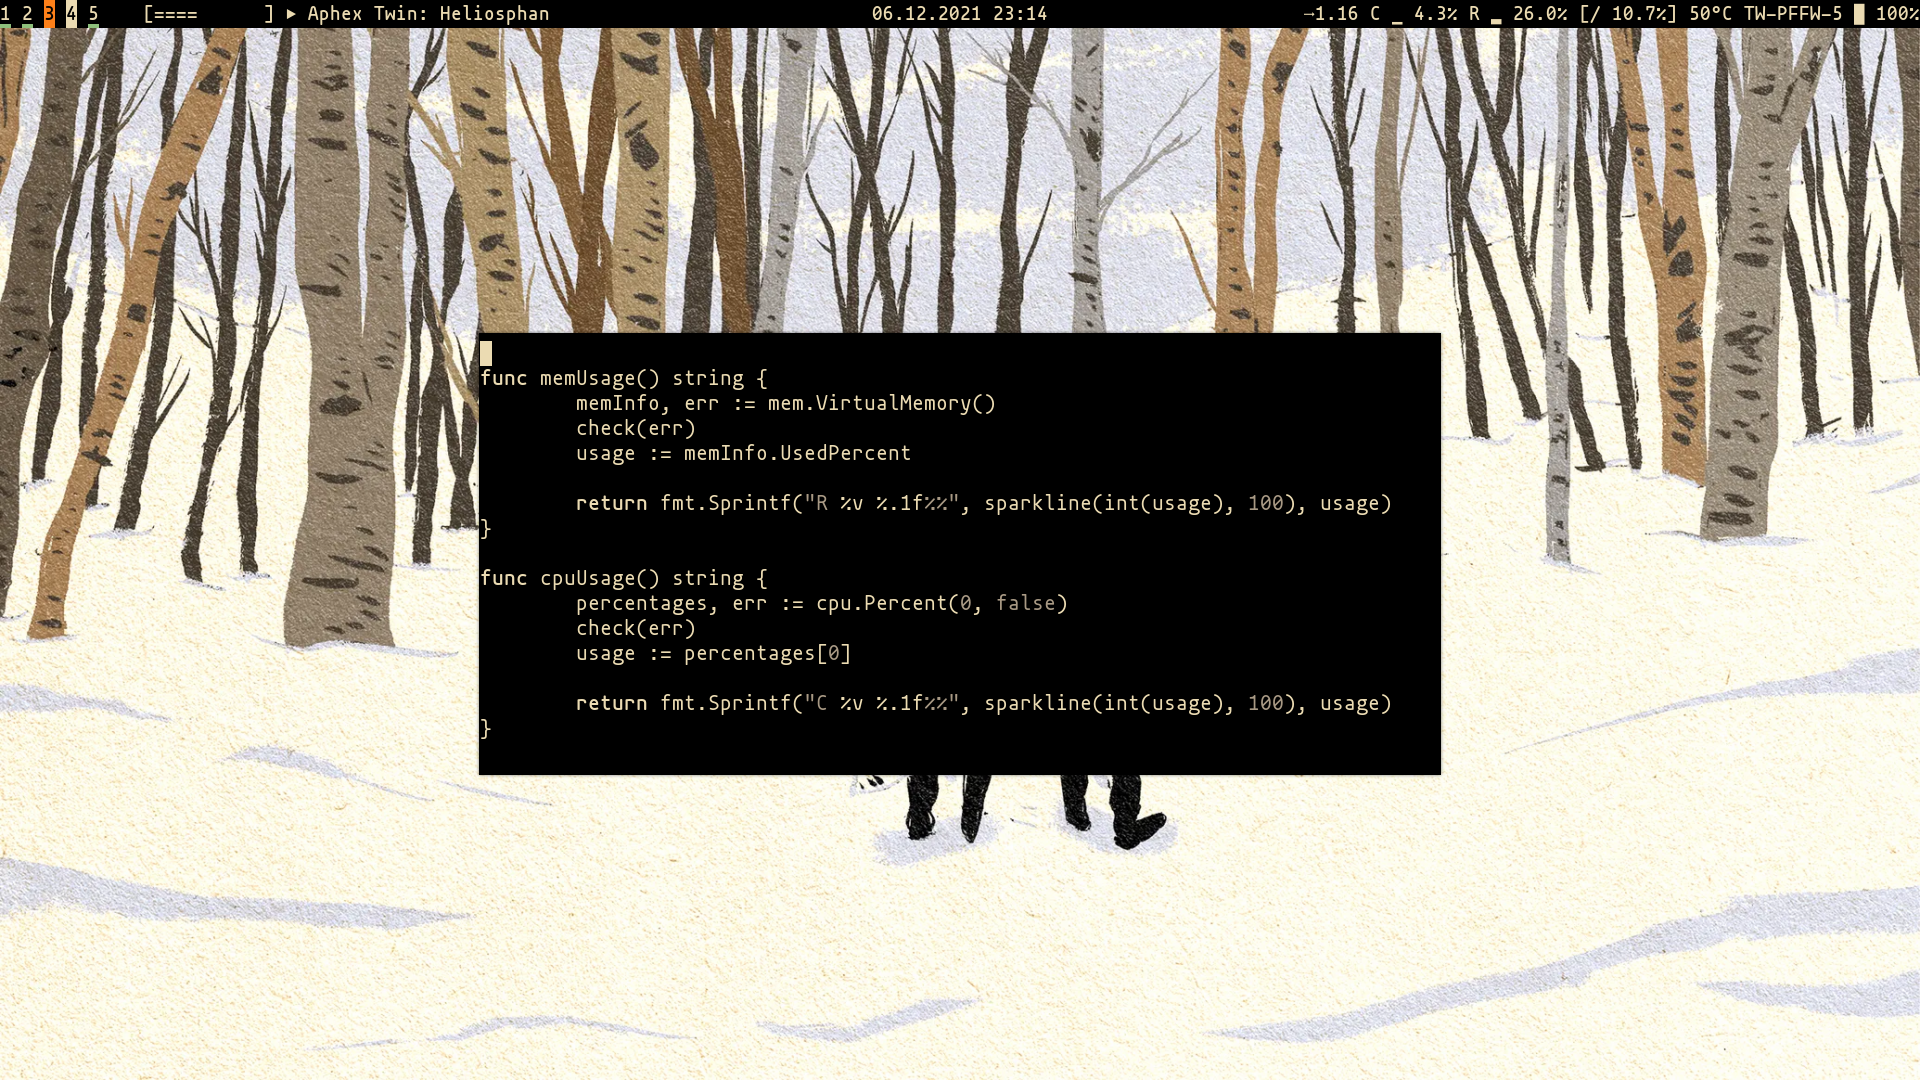 1 2 3 4 5 [==== ] ► Aphex Twin: Heliosphan 06.12.2021 23:14 →1.16 C ▁ 4.3% R ▂ 26.0% [/ 10.7%] 50°C TW-PFFW-5 █ 100%
func memUsage() string {
memInfo, err := mem.VirtualMemory()
check(err)
usage := memInfo.UsedPercent
return fmt.Sprintf("R %v %.1f%%", sparkline(int(usage), 100), usage)
}
func cpuUsage() string {
percentages, err := cpu.Percent(0, false)
check(err)
usage := percentages[0]
return fmt.Sprintf("C %v %.1f%%", sparkline(int(usage), 100), usage)
}